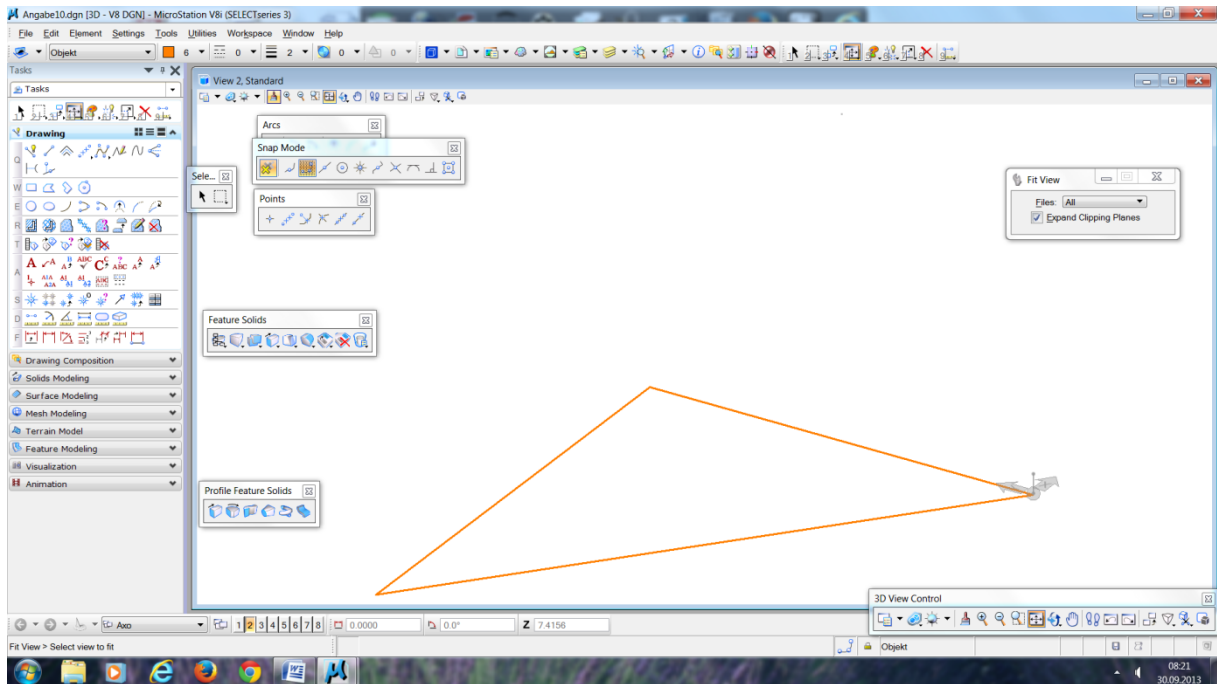 Angabe10.dgn [3D - V8 DGN] - MicroStation V8i (SELECTseries 3)
File Edit Element Settings Tools Utilities Workspace Window Help
Objekt 6 0 2 0 0
Tasks
Tasks
Drawing
Q
W
E
R
T
A
S
D
F
Drawing Composition
Solids Modeling
Surface Modeling
Mesh Modeling
Terrain Model
Feature Modeling
Visualization
Animation
View 2, Standard
Arcs
Snap Mode
Sele...
Points
Feature Solids
Profile Feature Solids
Fit View
Files: All
Expand Clipping Planes
3D View Control
Axo 1 2 3 4 5 6 7 8 0.0000 0.0° Z 7.4156
Fit View > Select view to fit
Objekt
08:21
30.09.2013